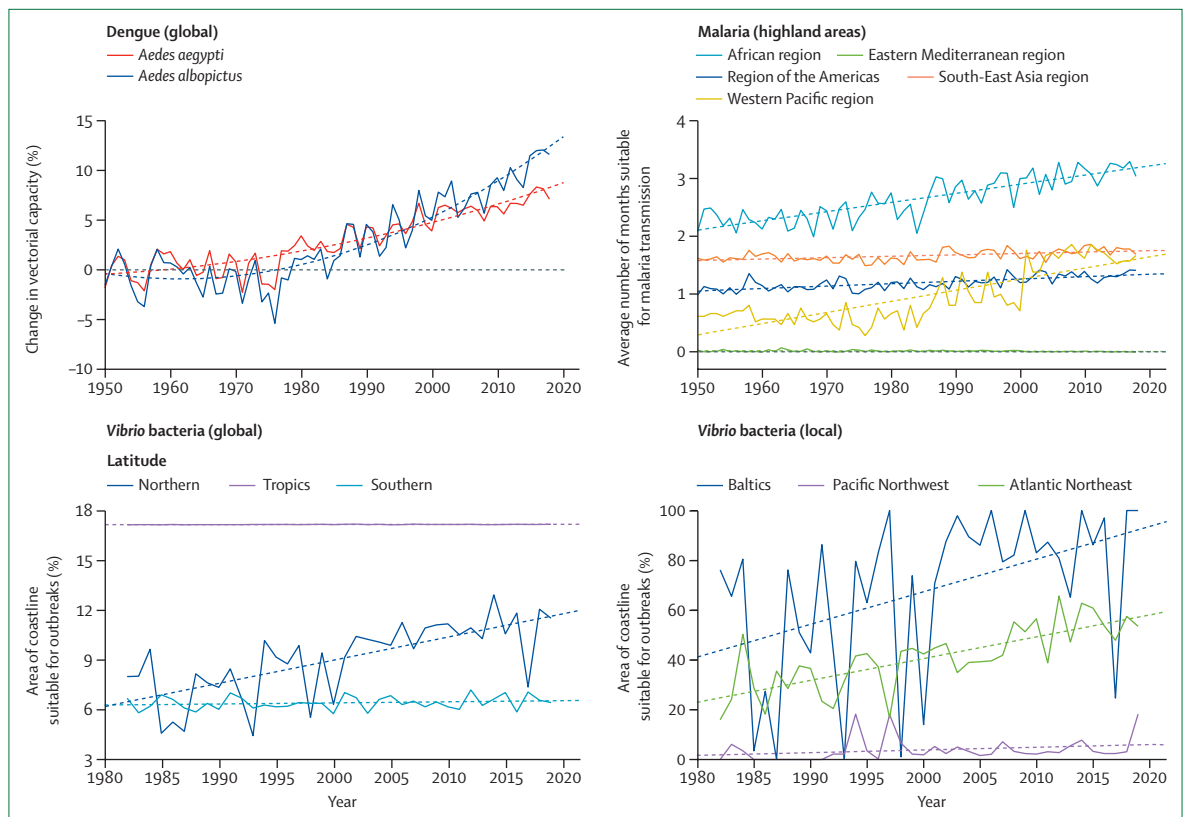 Dengue (global)
Aedes aegypti
Aedes albopictus
Change in vectorial capacity (%)
15
10
5
0
–5
–10
1950 1960 1970 1980 1990 2000 2010 2020
Malaria (highland areas)
African region Eastern Mediterranean region
Region of the Americas South-East Asia region
Western Pacific region
Average number of months suitable
for malaria transmission
4
3
2
1
0
1950 1960 1970 1980 1990 2000 2010 2020
Vibrio bacteria (global)
Latitude
Northern Tropics Southern
Area of coastline
suitable for outbreaks (%)
18
15
12
9
6
3
1980 1985 1990 1995 2000 2005 2010 2015 2020
Year
Vibrio bacteria (local)
Baltics Pacific Northwest Atlantic Northeast
Area of coastline
suitable for outbreaks (%)
100
80
60
40
20
0
1980 1985 1990 1995 2000 2005 2010 2015 2020
Year